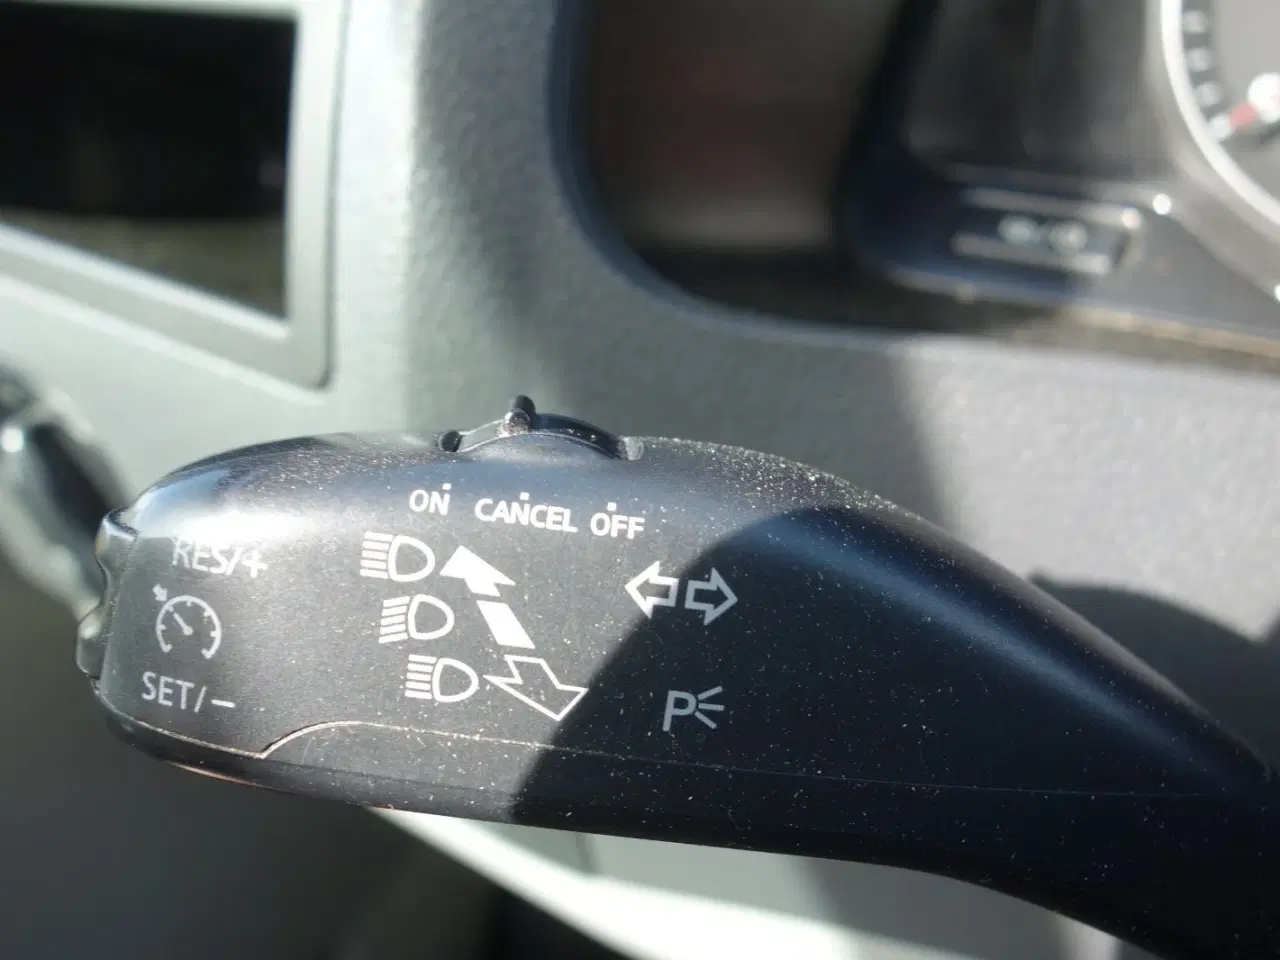 ON CANCEL OFF
RES/+
SET/-
P